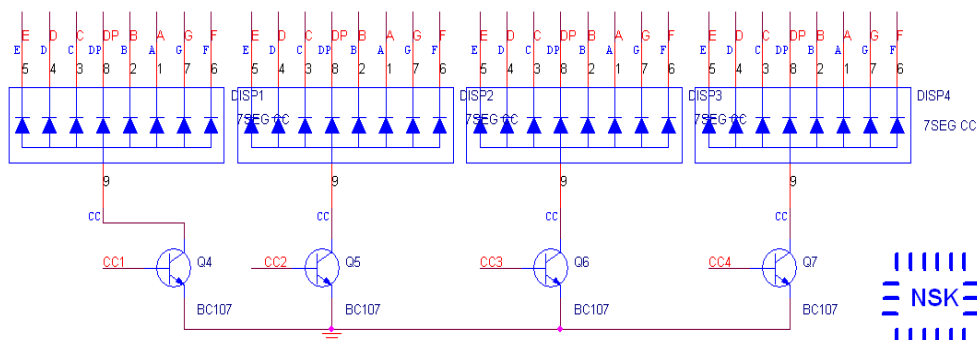 E D C DP B A G F E D C DP B A G F E D C DP B A G F E D C DP B A G F
E D C DP B A G F E D C DP B A G F E D C DP B A G F E D C DP B A G F
5 4 3 8 2 1 7 6 5 4 3 8 2 1 7 6 5 4 3 8 2 1 7 6 5 4 3 8 2 1 7 6
DISP1 DISP2 DISP3 DISP4
7SEG CC 7SEG CC 7SEG CC 7SEG CC
9 9 9 9
CC CC CC CC
CC1 Q4 CC2 Q5 CC3 Q6 CC4 Q7
BC107 BC107 BC107 BC107
NSK